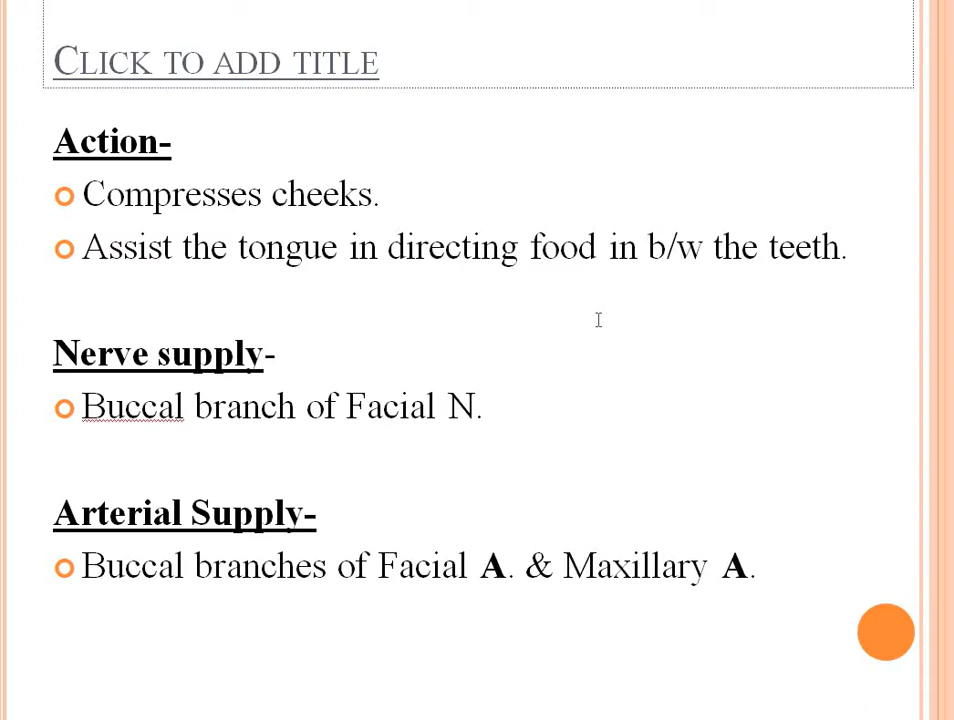 Click to add title
Action-
Compresses cheeks.
Assist the tongue in directing food in b/w the teeth.
Nerve supply-
Buccal branch of Facial N.
Arterial Supply-
Buccal branches of Facial A. & Maxillary A.